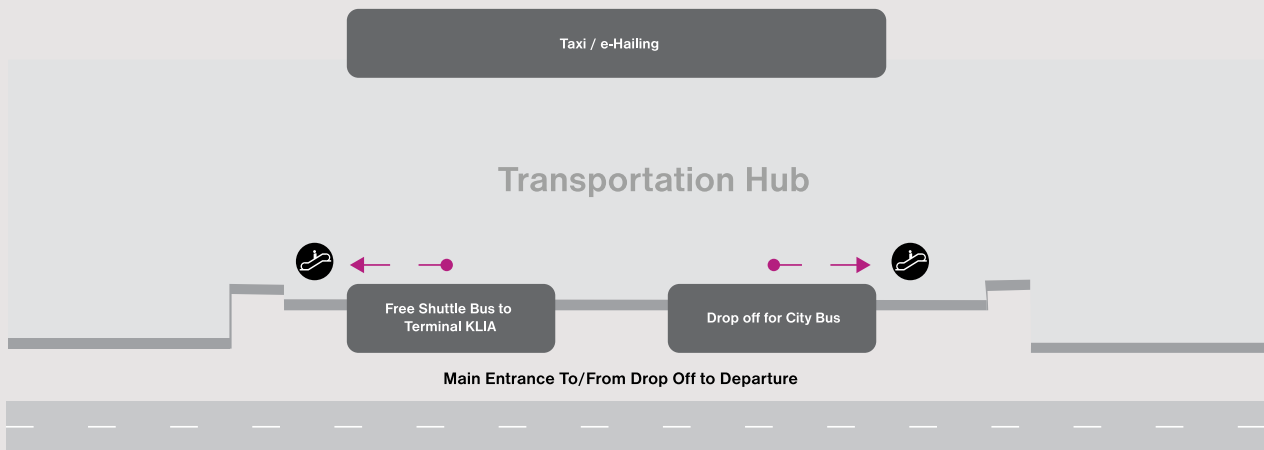 Taxi / e-Hailing
Transportation Hub
Free Shuttle Bus to
Terminal KLIA
Drop off for City Bus
Main Entrance To/From Drop Off to Departure